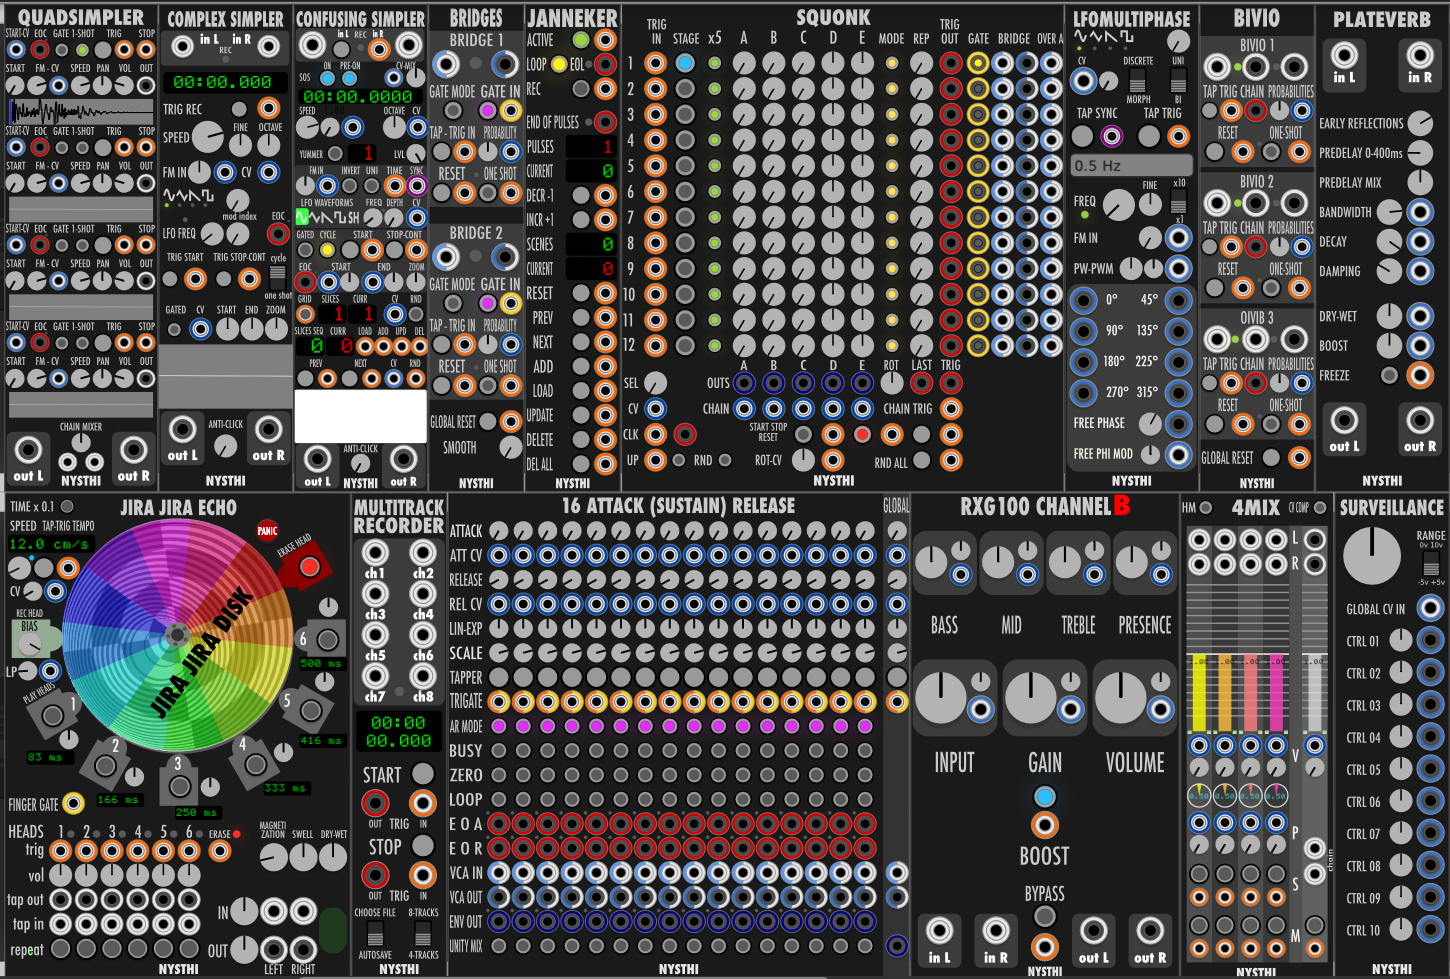 QUADSIMPLER
START-CV EOC GATE 1-SHOT TRIG STOP
START FM - CV SPEED PAN VOL OUT
START-CV EOC GATE 1-SHOT TRIG STOP
START FM - CV SPEED PAN VOL OUT
START-CV EOC GATE 1-SHOT TRIG STOP
START FM - CV SPEED PAN VOL OUT
START-CV EOC GATE 1-SHOT TRIG STOP
START FM - CV SPEED PAN VOL OUT
CHAIN MIXER
out L out R
NYSTHI
COMPLEX SIMPLER
in L in R
REC
00:00.000
TRIG REC
SPEED FINE OCTAVE
FM IN CV
mod index
LFO FREQ EOC
TRIG START TRIG STOP-CONT cycle
one shot
GATED CV START END ZOOM
ANTI-CLICK
out L out R
NYSTHI
CONFUSING SIMPLER
in L in R
REC
ON PRE-ON CV-MIX
SOS
00:00.0000
SPEED OCTAVE CV
YUMMER 1 LVL
FM IN INVERT UNI TIME SYNC
LFO WAVEFORMS FREQ DEPTH CV
SH
GATED CYCLE START STOP-CONT
EOC START END ZOOM
GRID SLICES CURR CV RND
1 1
SLICES SEQ CURR LOAD ADD UPD DEL
0 0
PREV NEXT CV RND
ANTI-CLICK
out L out R
NYSTHI
BRIDGES
BRIDGE 1
GATE MODE GATE IN
TAP - TRIG IN PROBABILITY
RESET ONE SHOT
BRIDGE 2
GATE MODE GATE IN
TAP - TRIG IN PROBABILITY
RESET ONE SHOT
GLOBAL RESET
SMOOTH
NYSTHI
JANNEKER
ACTIVE
LOOP EOL
REC
END OF PULSES
PULSES 1
CURRENT 0
DECR -1
INCR +1
SCENES 0
CURRENT 0
RESET
PREV
NEXT
ADD
LOAD
UPDATE
DELETE
DEL ALL
NYSTHI
SQUONK
TRIG IN STAGE x5 A B C D E MODE REP TRIG OUT GATE BRIDGE OVER A
1
2
3
4
5
6
7
8
9
10
11
12
A B C D E ROT LAST TRIG
SEL OUTS
CV CHAIN CHAIN TRIG
CLK START STOP RESET
UP RND ROT-CV RND ALL
NYSTHI
LFOMULTIPHASE
CV DISCRETE UNI
MORPH BI
TAP SYNC TAP TRIG
0.5 Hz
FREQ FINE x10
x1
FM IN
PW-PWM
0° 45°
90° 135°
180° 225°
270° 315°
FREE PHASE
FREE PHI MOD
NYSTHI
BIVIO
BIVIO 1
TAP TRIG CHAIN PROBABILITIES
RESET ONE-SHOT
BIVIO 2
TAP TRIG CHAIN PROBABILITIES
RESET ONE-SHOT
OIVIB 3
TAP TRIG CHAIN PROBABILITIES
RESET ONE-SHOT
GLOBAL RESET
NYSTHI
PLATEVERB
in L in R
EARLY REFLECTIONS
PREDELAY 0-400ms
PREDELAY MIX
BANDWIDTH
DECAY
DAMPING
DRY-WET
BOOST
FREEZE
out L out R
NYSTHI
TIME x 0.1 JIRA JIRA ECHO
SPEED TAP-TRIG TEMPO
12.0 cm/s
PANIC
ERASE HEAD
CV
REC HEAD
BIAS
LP
JIRA JIRA DISK
PLAY HEADS
1
83 ms
2
166 ms
3
250 ms
4
333 ms
5
416 ms
6
500 ms
FINGER GATE
HEADS 1 2 3 4 5 6 ERASE MAGNETIZATION SWELL DRY-WET
trig
vol
tap out
tap in
repeat
IN
OUT
LEFT RIGHT
NYSTHI
MULTITRACK
RECORDER
ch1 ch2
ch3 ch4
ch5 ch6
ch7 ch8
00:00
00.000
START
OUT TRIG IN
STOP
OUT TRIG IN
CHOOSE FILE 8-TRACKS
AUTOSAVE 4-TRACKS
NYSTHI
16 ATTACK (SUSTAIN) RELEASE GLOBAL
ATTACK
ATT CV
RELEASE
REL CV
LIN-EXP
SCALE
TAPPER
TRIGATE
AR MODE
BUSY
ZERO
LOOP
E O A
E O R
VCA IN
VCA OUT
ENV OUT
UNITY MIX
NYSTHI
RXG100 CHANNEL B
BASS MID TREBLE PRESENCE
INPUT GAIN VOLUME
BOOST
BYPASS
in L in R out L out R
NYSTHI
HM 4MIX CV COMP
L
R
V
0.50 0.50 0.50 0.50
P
chain
S
M
NYSTHI
SURVEILLANCE
RANGE
0v 10v
-5v +5v
GLOBAL CV IN
CTRL 01
CTRL 02
CTRL 03
CTRL 04
CTRL 05
CTRL 06
CTRL 07
CTRL 08
CTRL 09
CTRL 10
NYSTHI